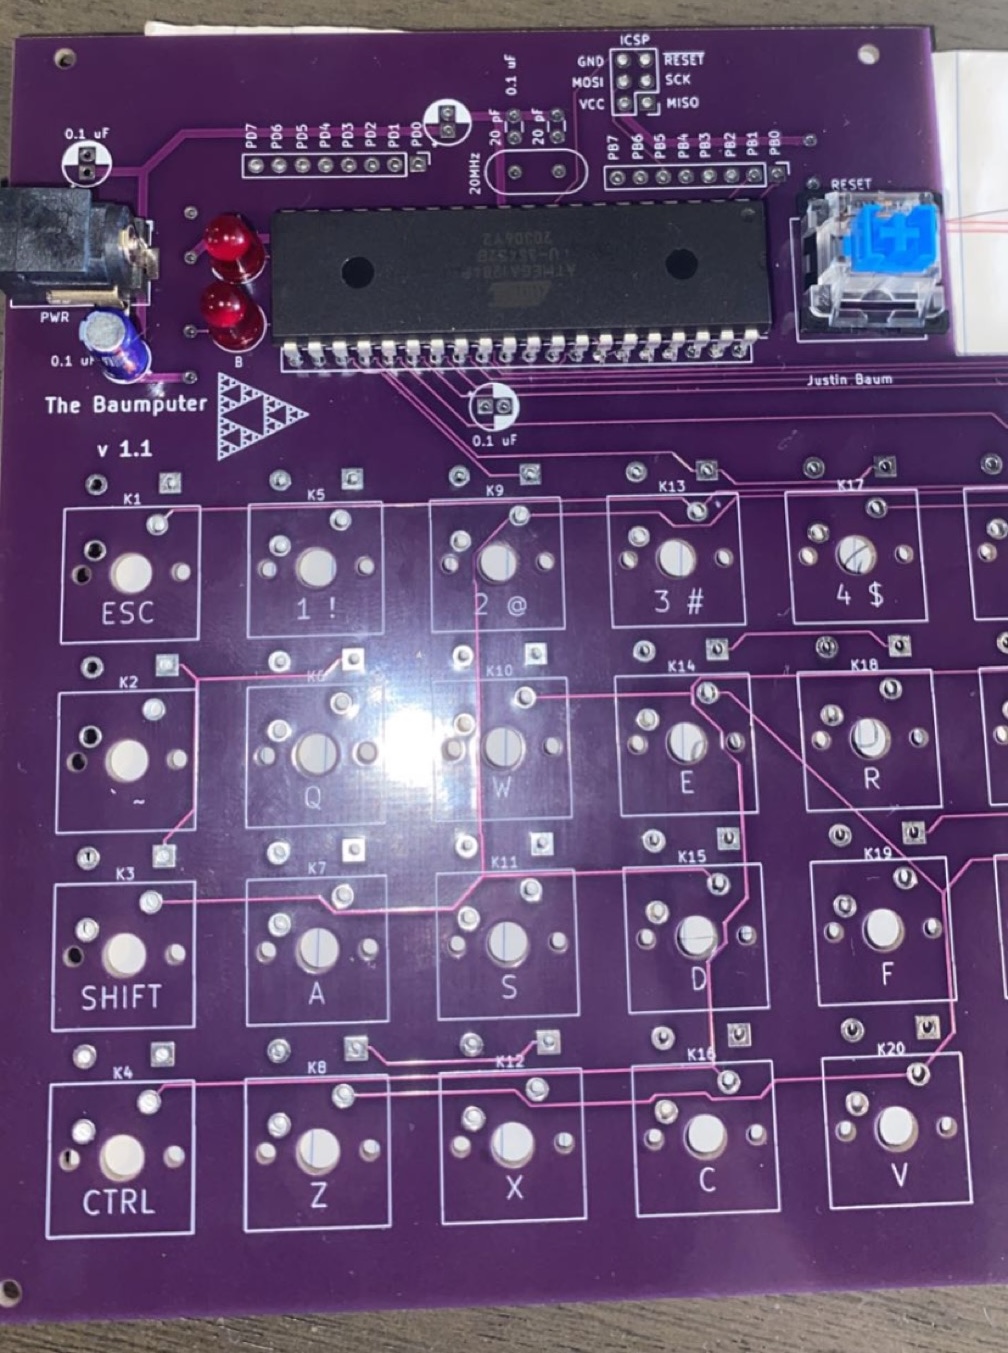 ICSP
GND RESET
MOSI SCK
VCC MISO
0.1 uF
20 pF 20 pF
20MHz
0.1 uF
PD7 PD6 PD5 PD4 PD3 PD2 PD1 PD0
PB7 PB6 PB5 PB4 PB3 PB2 PB1 PB0
RESET
PWR
0.1 uF
B
Justin Baum
The Baumputer
v 1.1
0.1 uF
K1 K5 K9 K13 K17
ESC 1 ! 2 @ 3 # 4 $
K2 K6 K10 K14 K18
` ~ Q W E R
K3 K7 K11 K15 K19
SHIFT A S D F
K4 K8 K12 K16 K20
CTRL Z X C V